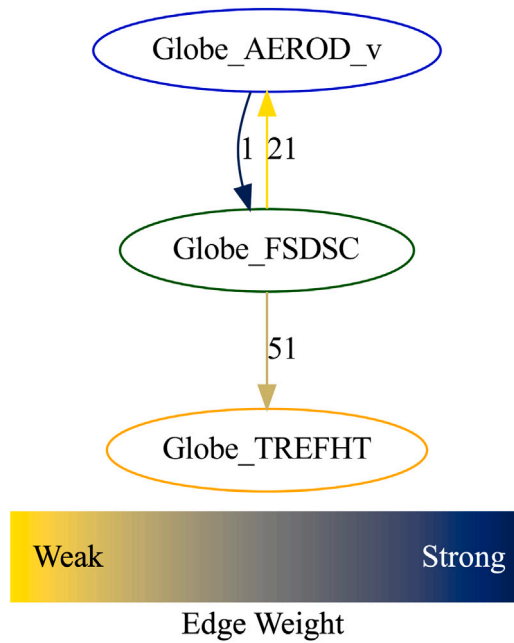 Globe_AEROD_v
1 21
Globe_FSDSC
51
Globe_TREFHT
Weak Strong
Edge Weight